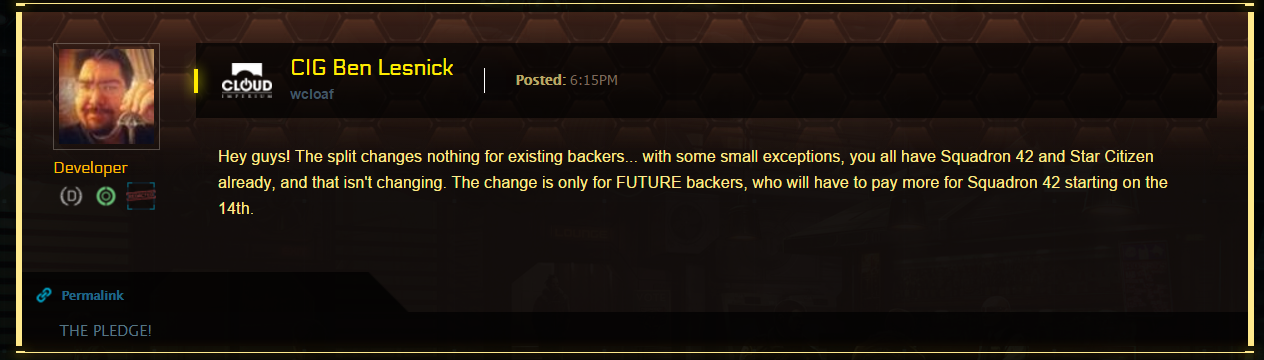 CIG Ben Lesnick
CLOUD
IMPERIUM
wcloaf
Posted: 6:15PM
Developer
Hey guys! The split changes nothing for existing backers... with some small exceptions, you all have Squadron 42 and Star Citizen
already, and that isn't changing. The change is only for FUTURE backers, who will have to pay more for Squadron 42 starting on the
14th.
(D)
Permalink
THE PLEDGE!